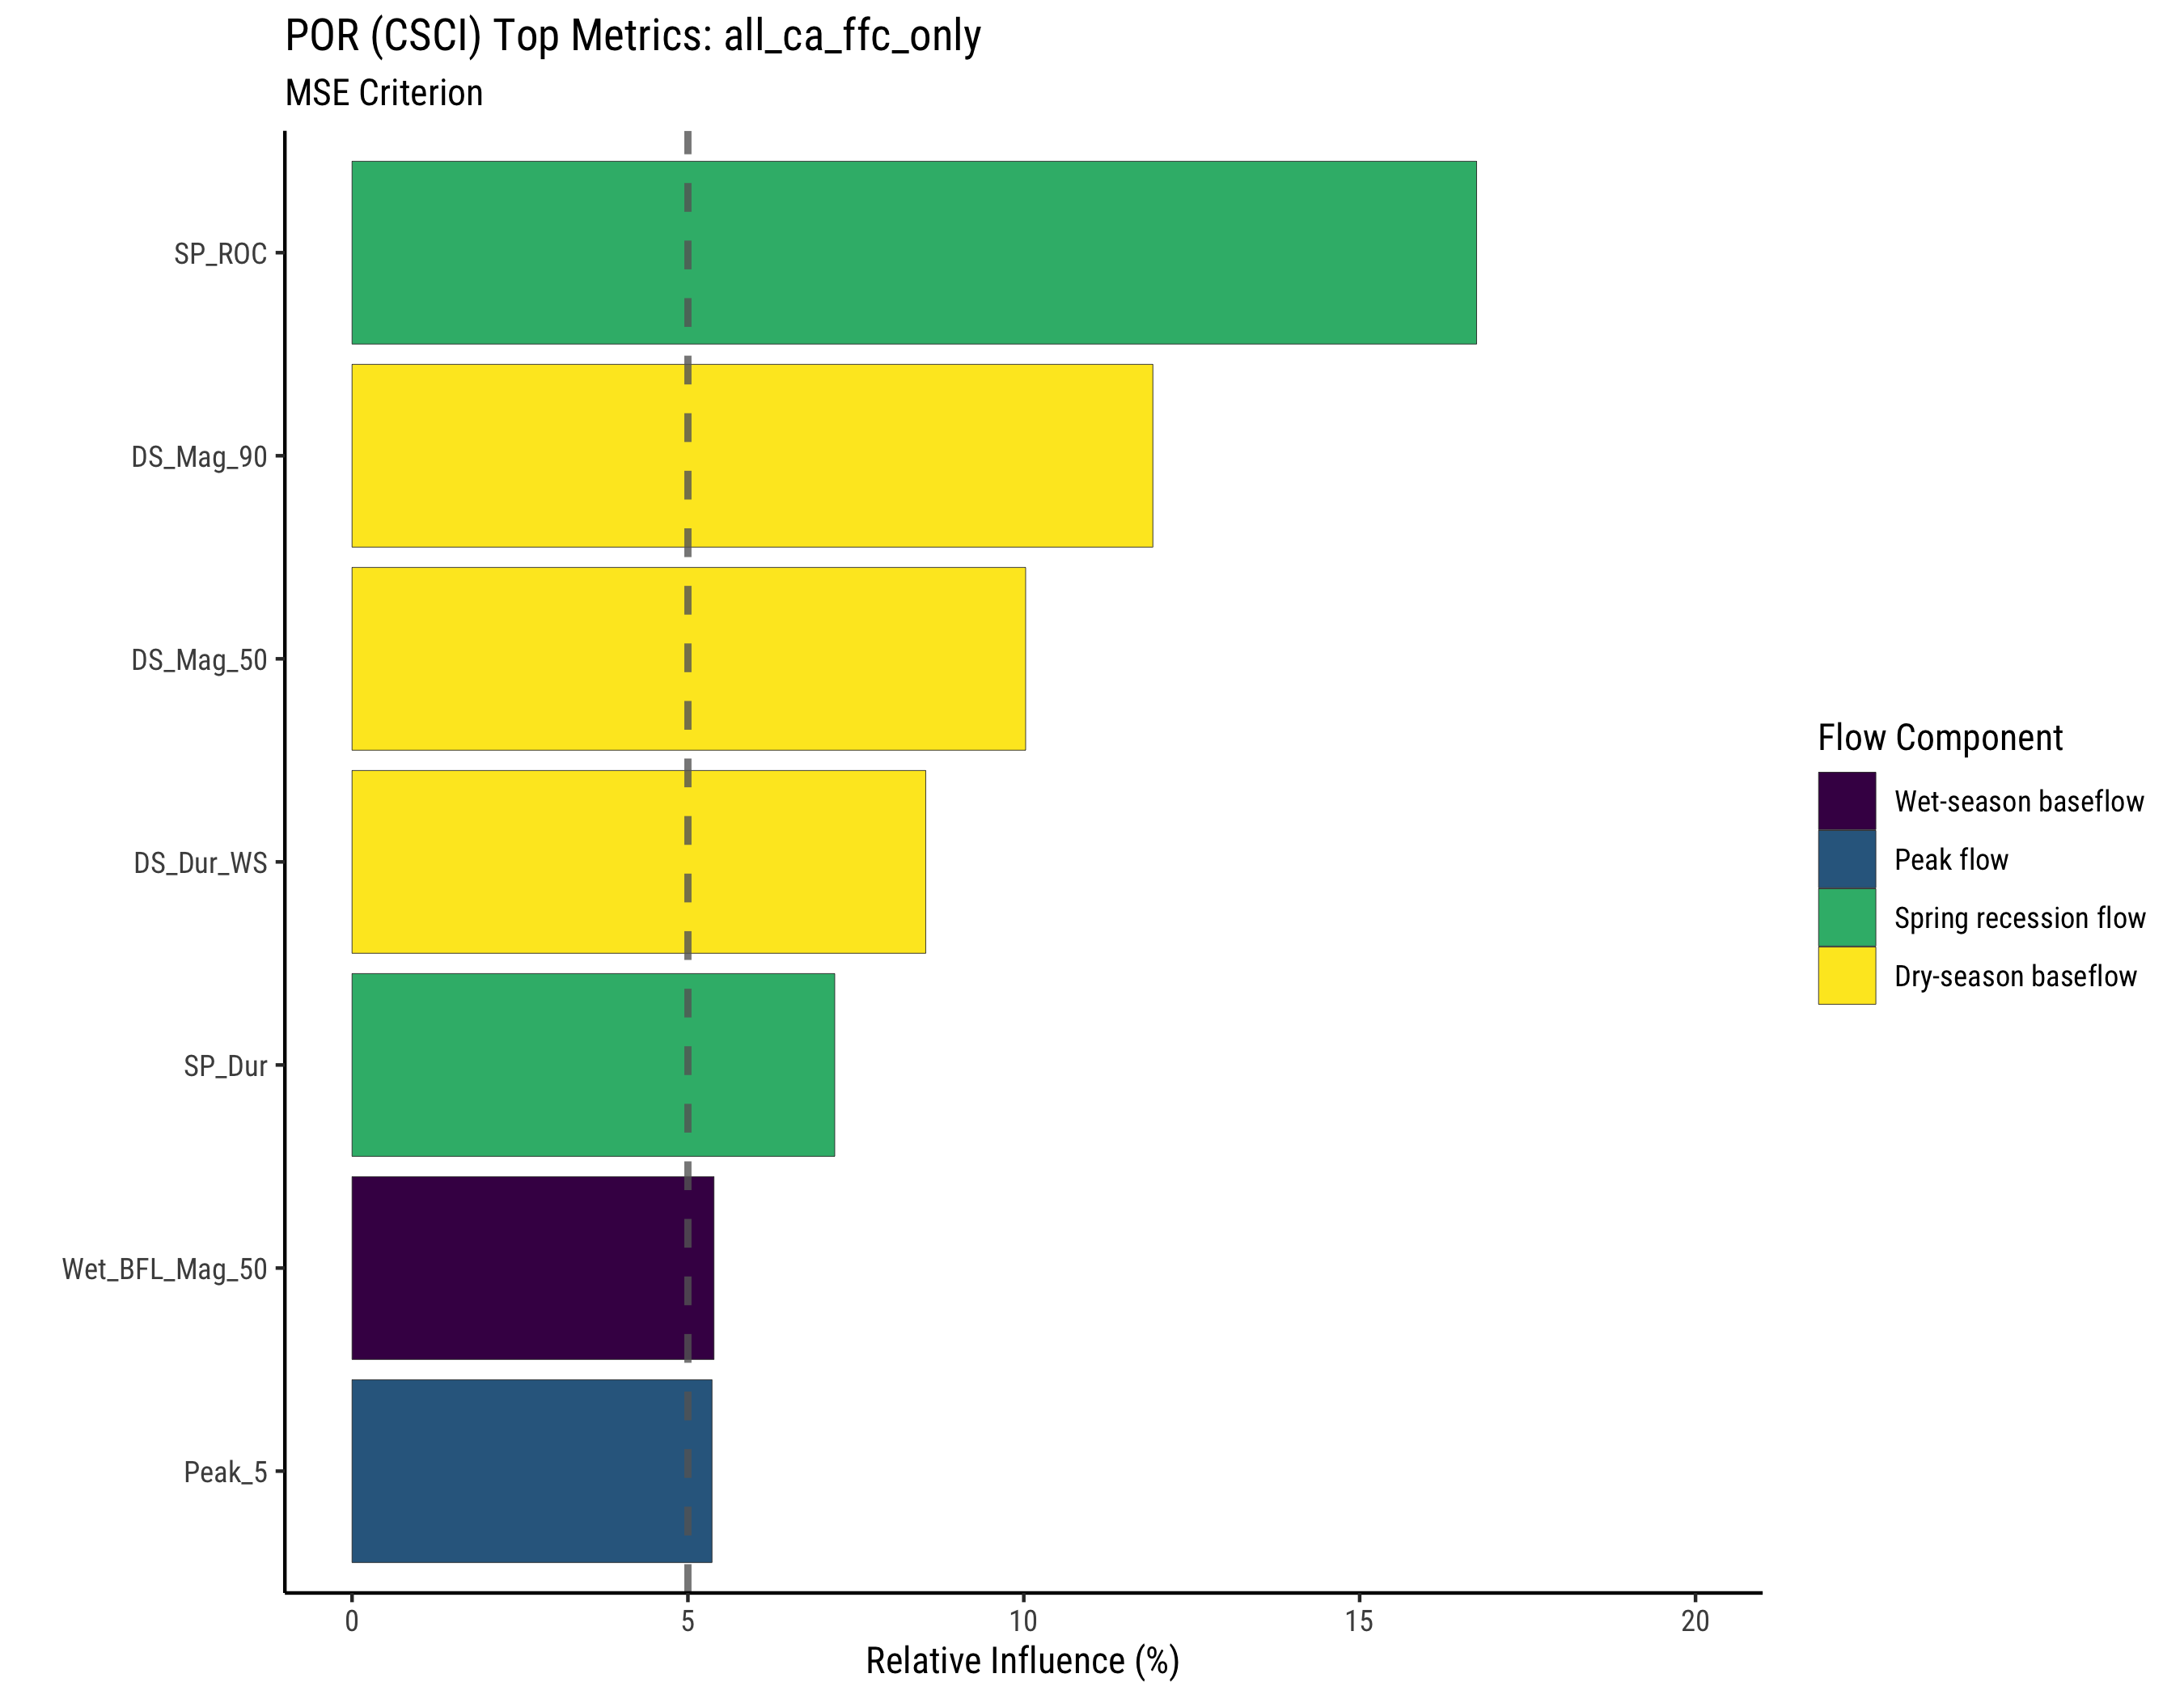 POR (CSCI) Top Metrics: all_ca_ffc_only
MSE Criterion
SP_ROC
DS_Mag_90
DS_Mag_50
DS_Dur_WS
SP_Dur
Wet_BFL_Mag_50
Peak_5
0 5 10 15 20
Relative Influence (%)
Flow Component
Wet-season baseflow
Peak flow
Spring recession flow
Dry-season baseflow